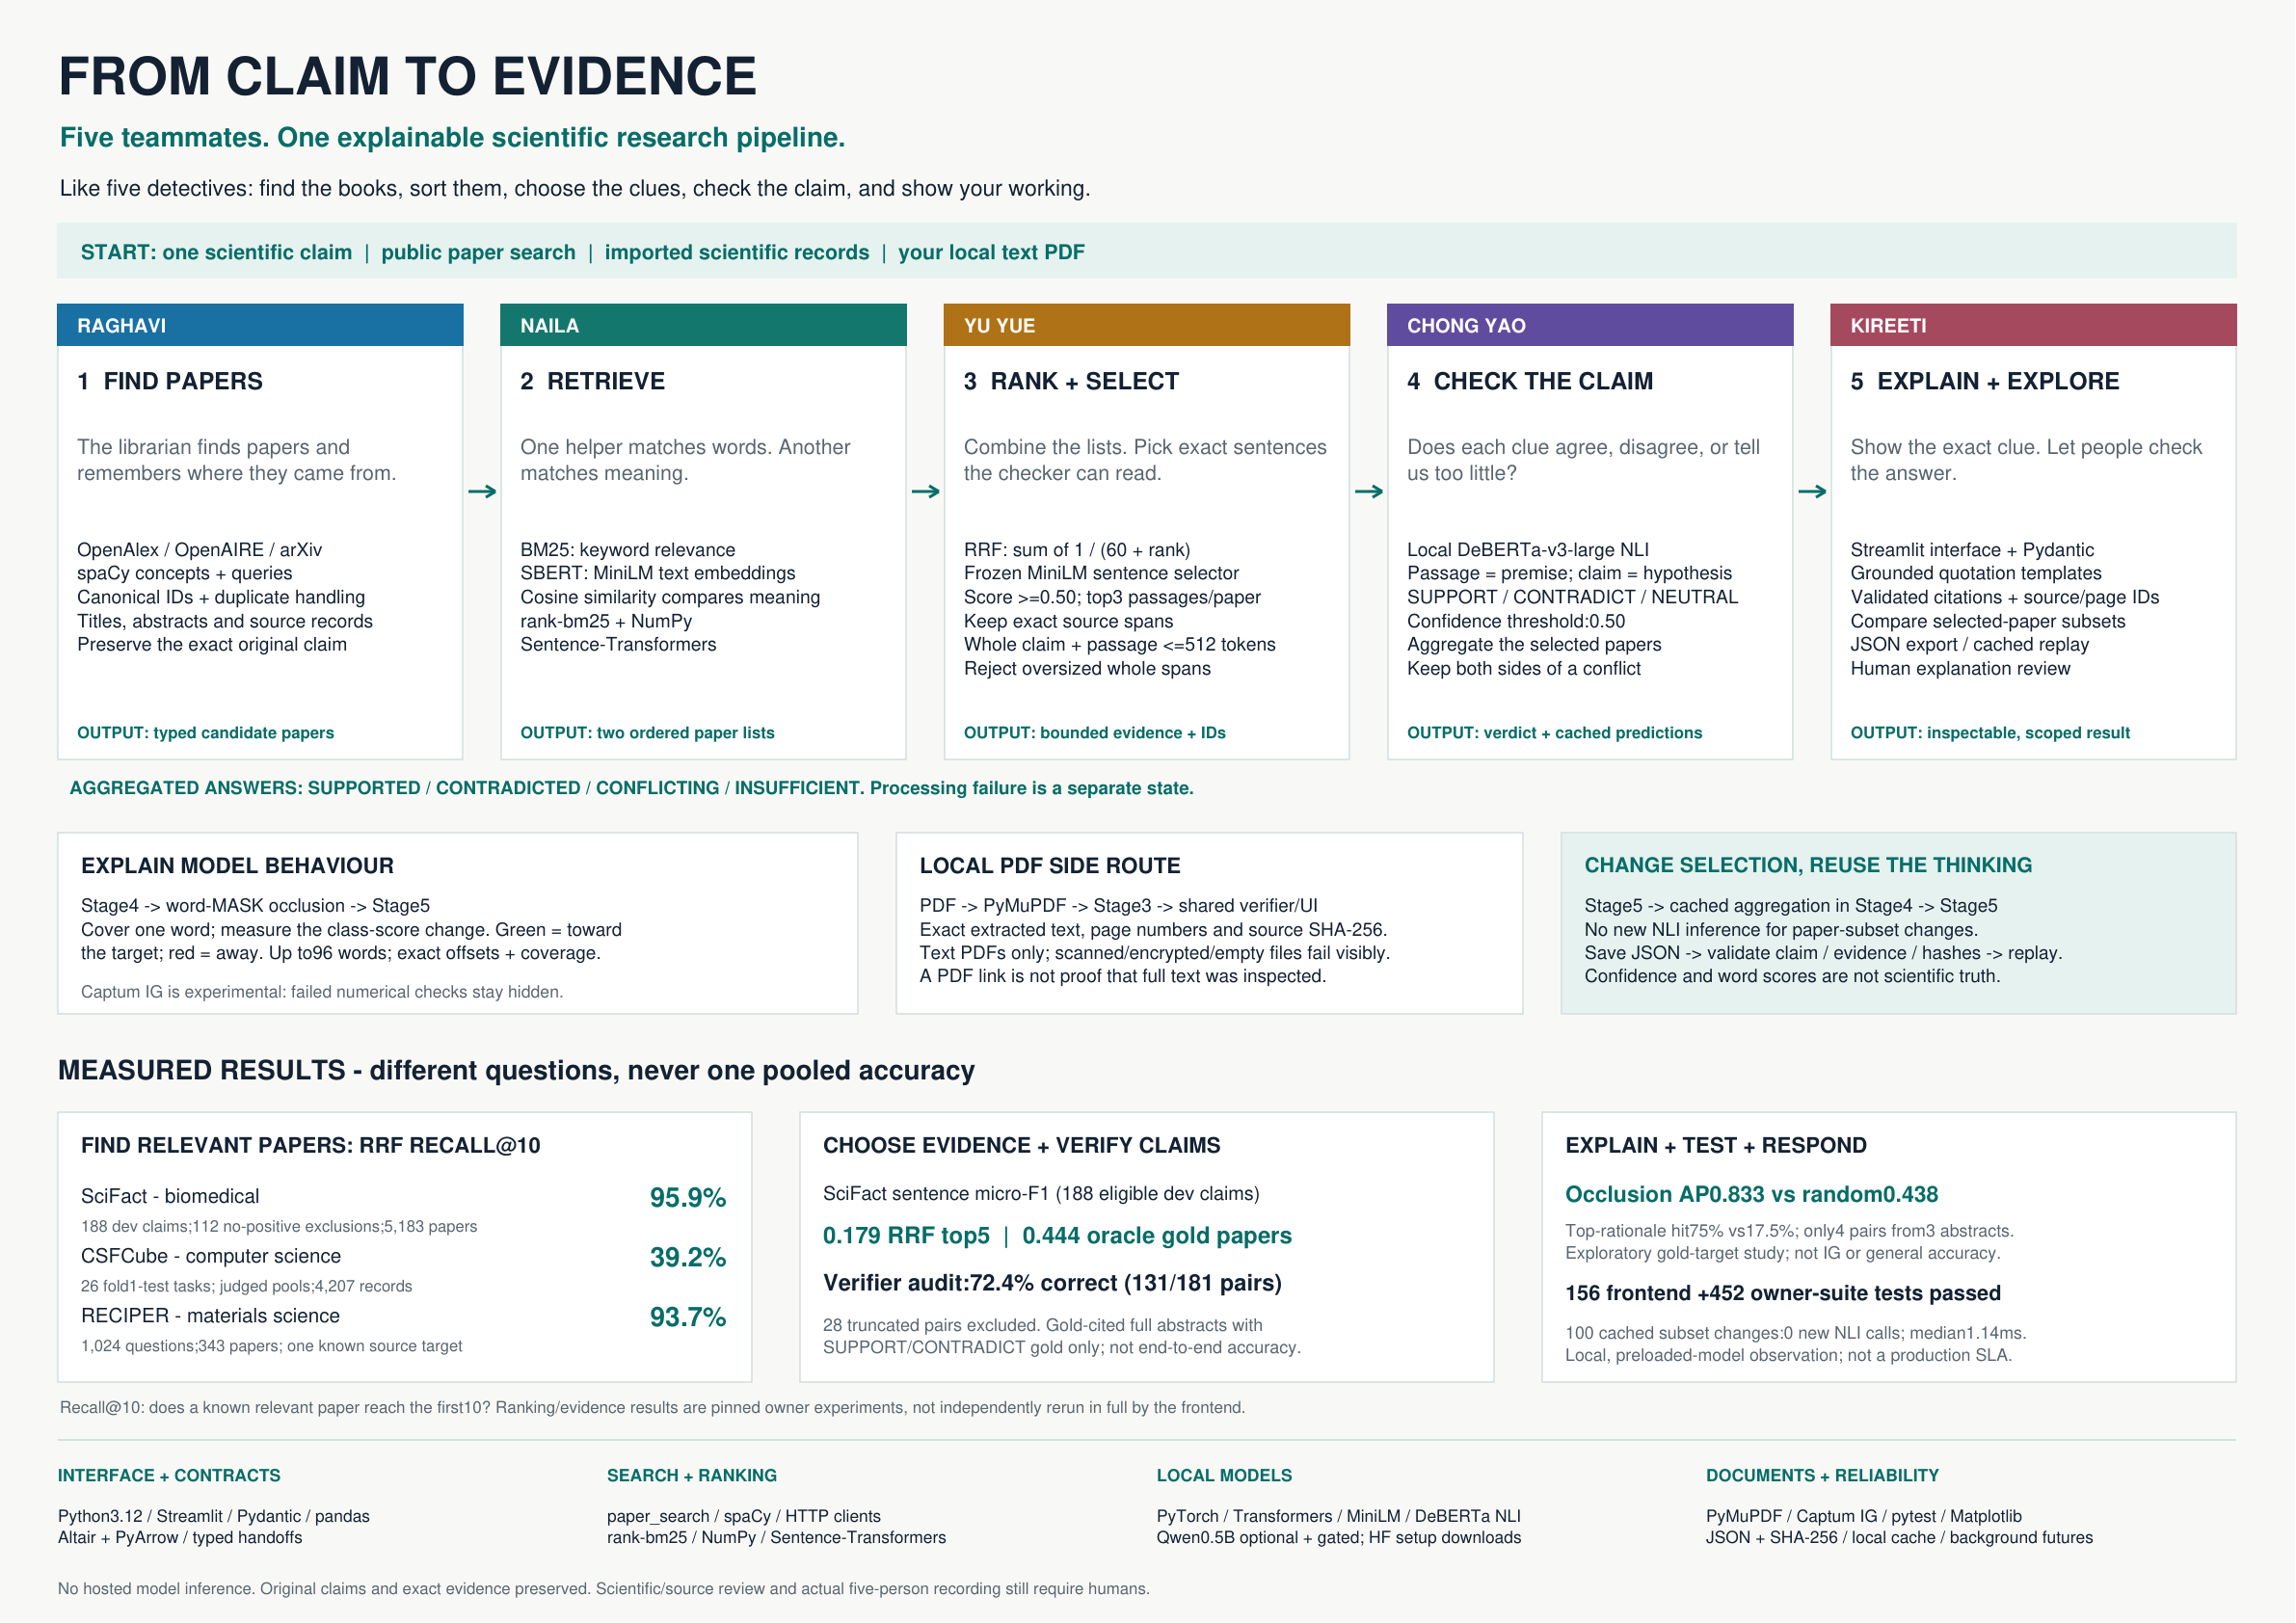 FROM CLAIM TO EVIDENCE
Five teammates. One explainable scientific research pipeline.
Like five detectives: find the books, sort them, choose the clues, check the claim, and show your working.
START: one scientific claim | public paper search | imported scientific records | your local text PDF
RAGHAVI
1 FIND PAPERS
The librarian finds papers and
remembers where they came from.
OpenAlex / OpenAIRE / arXiv
spaCy concepts + queries
Canonical IDs + duplicate handling
Titles, abstracts and source records
Preserve the exact original claim
OUTPUT: typed candidate papers
NAILA
2 RETRIEVE
One helper matches words. Another
matches meaning.
BM25: keyword relevance
SBERT: MiniLM text embeddings
Cosine similarity compares meaning
rank-bm25 + NumPy
Sentence-Transformers
OUTPUT: two ordered paper lists
YU YUE
3 RANK + SELECT
Combine the lists. Pick exact sentences
the checker can read.
RRF: sum of 1 / (60 + rank)
Frozen MiniLM sentence selector
Score >=0.50; top3 passages/paper
Keep exact source spans
Whole claim + passage <=512 tokens
Reject oversized whole spans
OUTPUT: bounded evidence + IDs
CHONG YAO
4 CHECK THE CLAIM
Does each clue agree, disagree, or tell
us too little?
Local DeBERTa-v3-large NLI
Passage = premise; claim = hypothesis
SUPPORT / CONTRADICT / NEUTRAL
Confidence threshold:0.50
Aggregate the selected papers
Keep both sides of a conflict
OUTPUT: verdict + cached predictions
KIREETI
5 EXPLAIN + EXPLORE
Show the exact clue. Let people check
the answer.
Streamlit interface + Pydantic
Grounded quotation templates
Validated citations + source/page IDs
Compare selected-paper subsets
JSON export / cached replay
Human explanation review
OUTPUT: inspectable, scoped result
AGGREGATED ANSWERS: SUPPORTED / CONTRADICTED / CONFLICTING / INSUFFICIENT. Processing failure is a separate state.
EXPLAIN MODEL BEHAVIOUR
Stage4 -> word-MASK occlusion -> Stage5
Cover one word; measure the class-score change. Green = toward
the target; red = away. Up to96 words; exact offsets + coverage.
Captum IG is experimental: failed numerical checks stay hidden.
LOCAL PDF SIDE ROUTE
PDF -> PyMuPDF -> Stage3 -> shared verifier/UI
Exact extracted text, page numbers and source SHA-256.
Text PDFs only; scanned/encrypted/empty files fail visibly.
A PDF link is not proof that full text was inspected.
CHANGE SELECTION, REUSE THE THINKING
Stage5 -> cached aggregation in Stage4 -> Stage5
No new NLI inference for paper-subset changes.
Save JSON -> validate claim / evidence / hashes -> replay.
Confidence and word scores are not scientific truth.
MEASURED RESULTS - different questions, never one pooled accuracy
FIND RELEVANT PAPERS: RRF RECALL@10
SciFact - biomedical 95.9%
188 dev claims;112 no-positive exclusions;5,183 papers
CSFCube - computer science 39.2%
26 fold1-test tasks; judged pools;4,207 records
RECIPER - materials science 93.7%
1,024 questions;343 papers; one known source target
CHOOSE EVIDENCE + VERIFY CLAIMS
SciFact sentence micro-F1 (188 eligible dev claims)
0.179 RRF top5 | 0.444 oracle gold papers
Verifier audit:72.4% correct (131/181 pairs)
28 truncated pairs excluded. Gold-cited full abstracts with
SUPPORT/CONTRADICT gold only; not end-to-end accuracy.
EXPLAIN + TEST + RESPOND
Occlusion AP0.833 vs random0.438
Top-rationale hit75% vs17.5%; only4 pairs from3 abstracts.
Exploratory gold-target study; not IG or general accuracy.
156 frontend +452 owner-suite tests passed
100 cached subset changes:0 new NLI calls; median1.14ms.
Local, preloaded-model observation; not a production SLA.
Recall@10: does a known relevant paper reach the first10? Ranking/evidence results are pinned owner experiments, not independently rerun in full by the frontend.
INTERFACE + CONTRACTS
Python3.12 / Streamlit / Pydantic / pandas
Altair + PyArrow / typed handoffs
SEARCH + RANKING
paper_search / spaCy / HTTP clients
rank-bm25 / NumPy / Sentence-Transformers
LOCAL MODELS
PyTorch / Transformers / MiniLM / DeBERTa NLI
Qwen0.5B optional + gated; HF setup downloads
DOCUMENTS + RELIABILITY
PyMuPDF / Captum IG / pytest / Matplotlib
JSON + SHA-256 / local cache / background futures
No hosted model inference. Original claims and exact evidence preserved. Scientific/source review and actual five-person recording still require humans.